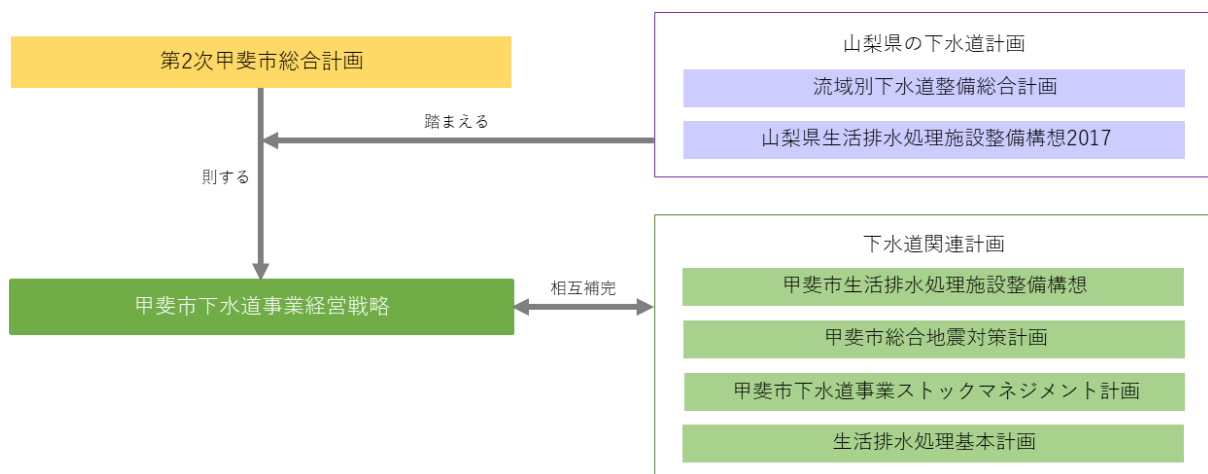 第2次甲斐市総合計画
踏まえる
則する
甲斐市下水道事業経営戦略
相互補完
山梨県の下水道計画
流域別下水道整備総合計画
山梨県生活排水処理施設整備構想2017
下水道関連計画
甲斐市生活排水処理施設整備構想
甲斐市総合地震対策計画
甲斐市下水道事業ストックマネジメント計画
生活排水処理基本計画